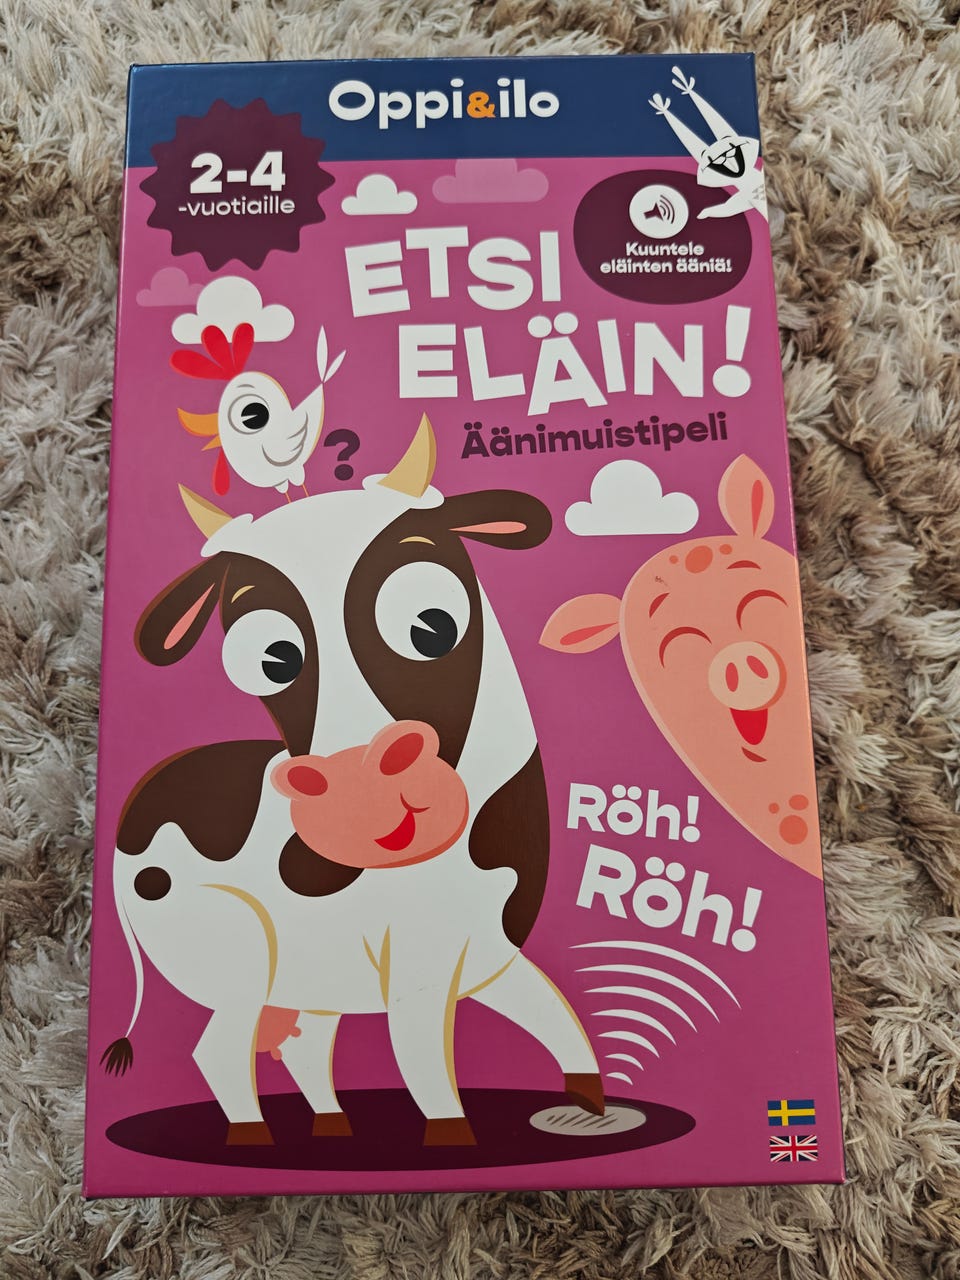 Oppi&ilo
2-4
-vuotiaille
Kuuntele
eläinten ääniä!
ETSI
ELÄIN!
Äänimuistipeli
?
Röh!
Röh!